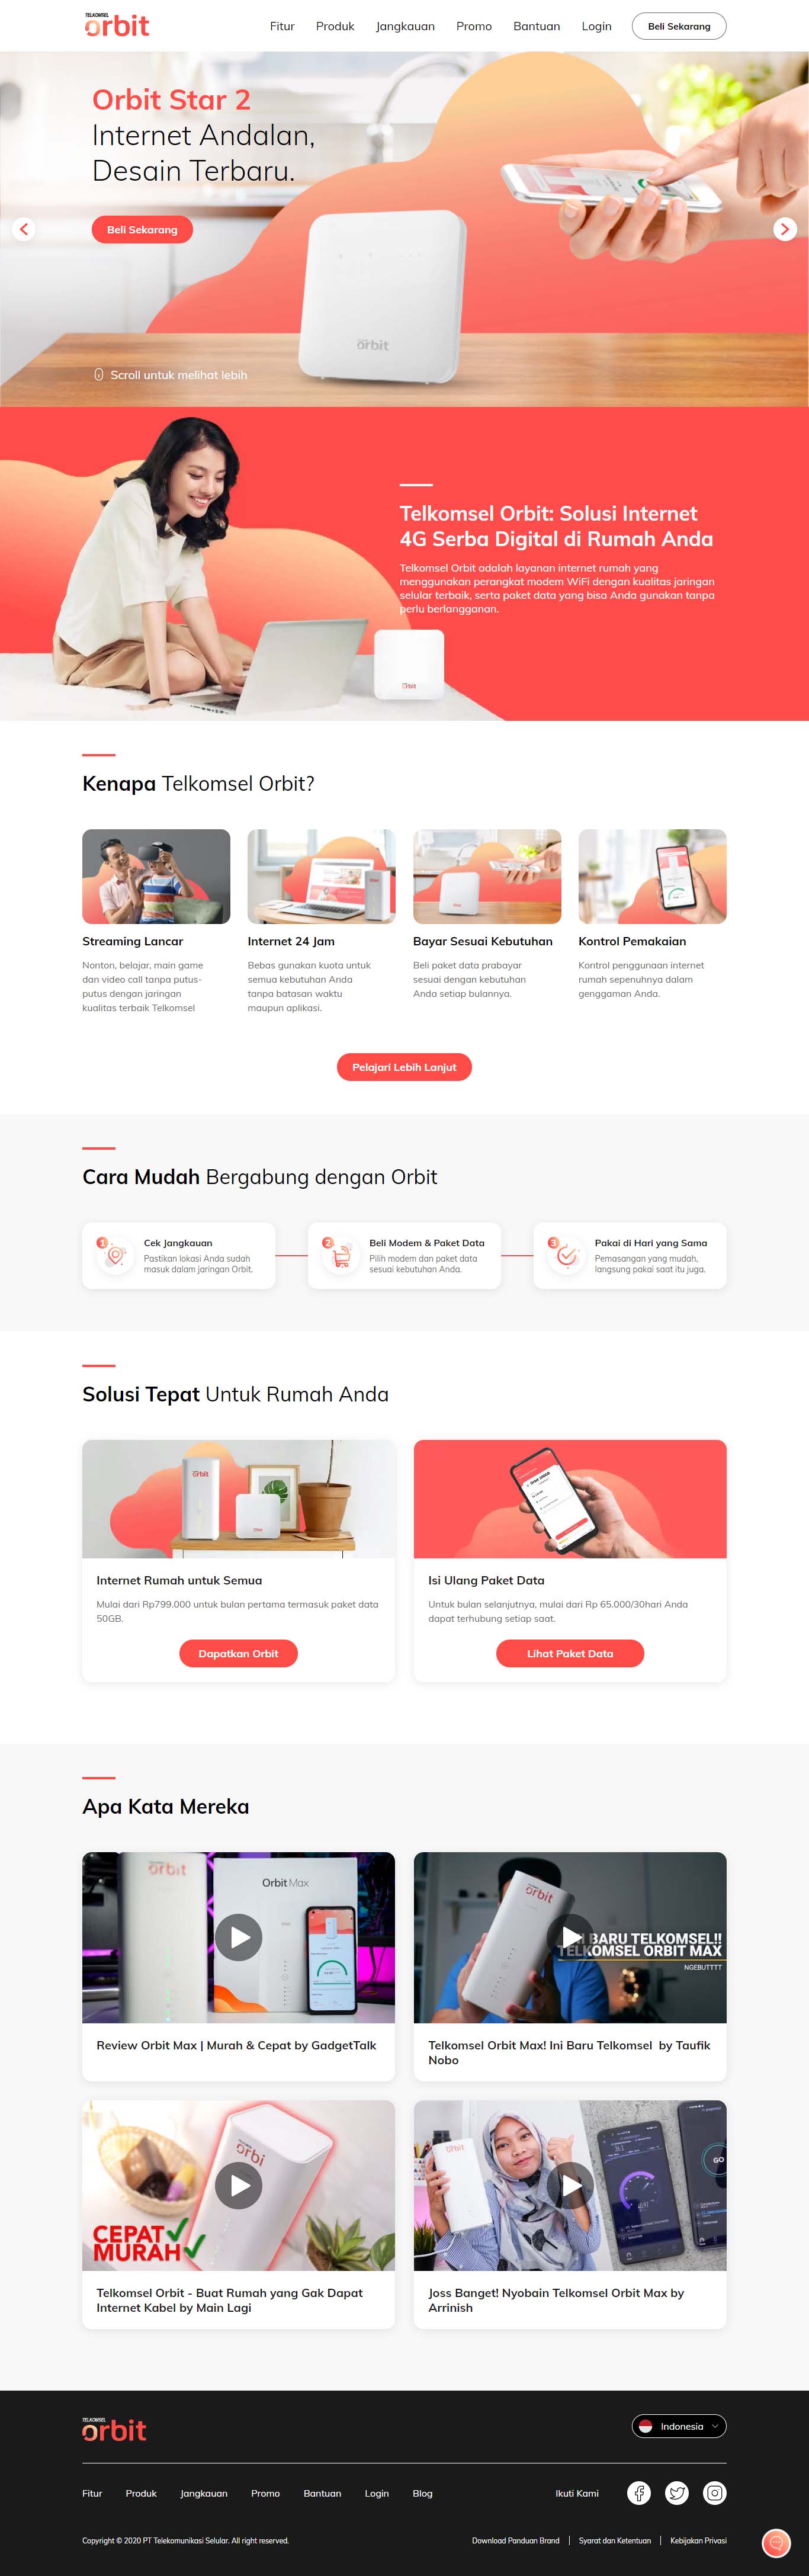 TELKOMSEL
orbit
Fitur Produk Jangkauan Promo Bantuan Login Beli Sekarang
Orbit Star 2
Internet Andalan,
Desain Terbaru.
Beli Sekarang
orbit
Scroll untuk melihat lebih
Telkomsel Orbit: Solusi Internet
4G Serba Digital di Rumah Anda
Telkomsel Orbit adalah layanan internet rumah yang
menggunakan perangkat modem WiFi dengan kualitas jaringan
selular terbaik, serta paket data yang bisa Anda gunakan tanpa
perlu berlangganan.
orbit
Kenapa Telkomsel Orbit?
Streaming Lancar
Nonton, belajar, main game
dan video call tanpa putus-
putus dengan jaringan
kualitas terbaik Telkomsel
Internet 24 Jam
Bebas gunakan kuota untuk
semua kebutuhan Anda
tanpa batasan waktu
maupun aplikasi.
Bayar Sesuai Kebutuhan
Beli paket data prabayar
sesuai dengan kebutuhan
Anda setiap bulannya.
Kontrol Pemakaian
Kontrol penggunaan internet
rumah sepenuhnya dalam
genggaman Anda.
Pelajari Lebih Lanjut
Cara Mudah Bergabung dengan Orbit
1
Cek Jangkauan
Pastikan lokasi Anda sudah
masuk dalam jaringan Orbit.
2
Beli Modem & Paket Data
Pilih modem dan paket data
sesuai kebutuhan Anda.
3
Pakai di Hari yang Sama
Pemasangan yang mudah,
langsung pakai saat itu juga.
Solusi Tepat Untuk Rumah Anda
orbit
Internet Rumah untuk Semua
Mulai dari Rp799.000 untuk bulan pertama termasuk paket data
50GB.
Dapatkan Orbit
Isi Ulang Paket Data
Untuk bulan selanjutnya, mulai dari Rp 65.000/30hari Anda
dapat terhubung setiap saat.
Lihat Paket Data
Apa Kata Mereka
orbit
Orbit Max
Review Orbit Max | Murah & Cepat by GadgetTalk
orbit
BARU TELKOMSEL!!
TELKOMSEL ORBIT MAX
NGEBUTTTT
Telkomsel Orbit Max! Ini Baru Telkomsel by Taufik
Nobo
orbi
CEPAT
MURAH
Telkomsel Orbit - Buat Rumah yang Gak Dapat
Internet Kabel by Main Lagi
orbit
GO
Joss Banget! Nyobain Telkomsel Orbit Max by
Arrinish
TELKOMSEL
orbit
Indonesia
Fitur Produk Jangkauan Promo Bantuan Login Blog
Ikuti Kami
Copyright © 2020 PT Telekomunikasi Selular. All right reserved.
Download Panduan Brand | Syarat dan Ketentuan | Kebijakan Privasi